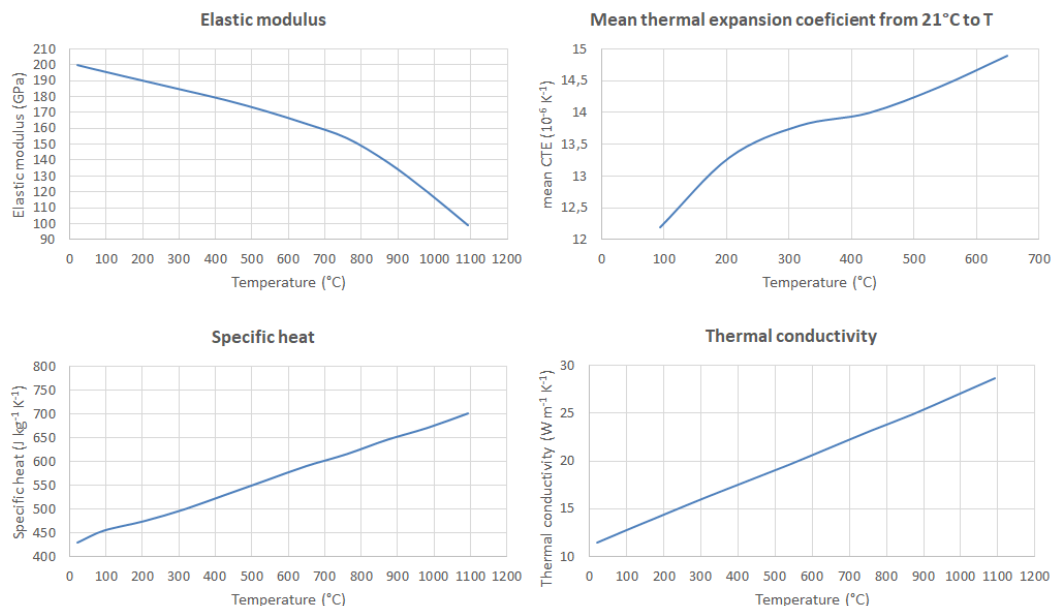 Elastic modulus
Elastic modulus (GPa)
210
200
190
180
170
160
150
140
130
120
110
100
90
0 100 200 300 400 500 600 700 800 900 1000 1100 1200
Temperature (°C)
Mean thermal expansion coeficient from 21°C to T
mean CTE (10⁻⁶ K⁻¹)
15
14,5
14
13,5
13
12,5
12
0 100 200 300 400 500 600 700
Temperature (°C)
Specific heat
Specific heat (J kg⁻¹ K⁻¹)
800
750
700
650
600
550
500
450
400
0 100 200 300 400 500 600 700 800 900 1000 1100 1200
Temperature (°C)
Thermal conductivity
Thermal conductivity (W m⁻¹ K⁻¹)
30
25
20
15
10
0 100 200 300 400 500 600 700 800 900 1000 1100 1200
Temperature (°C)